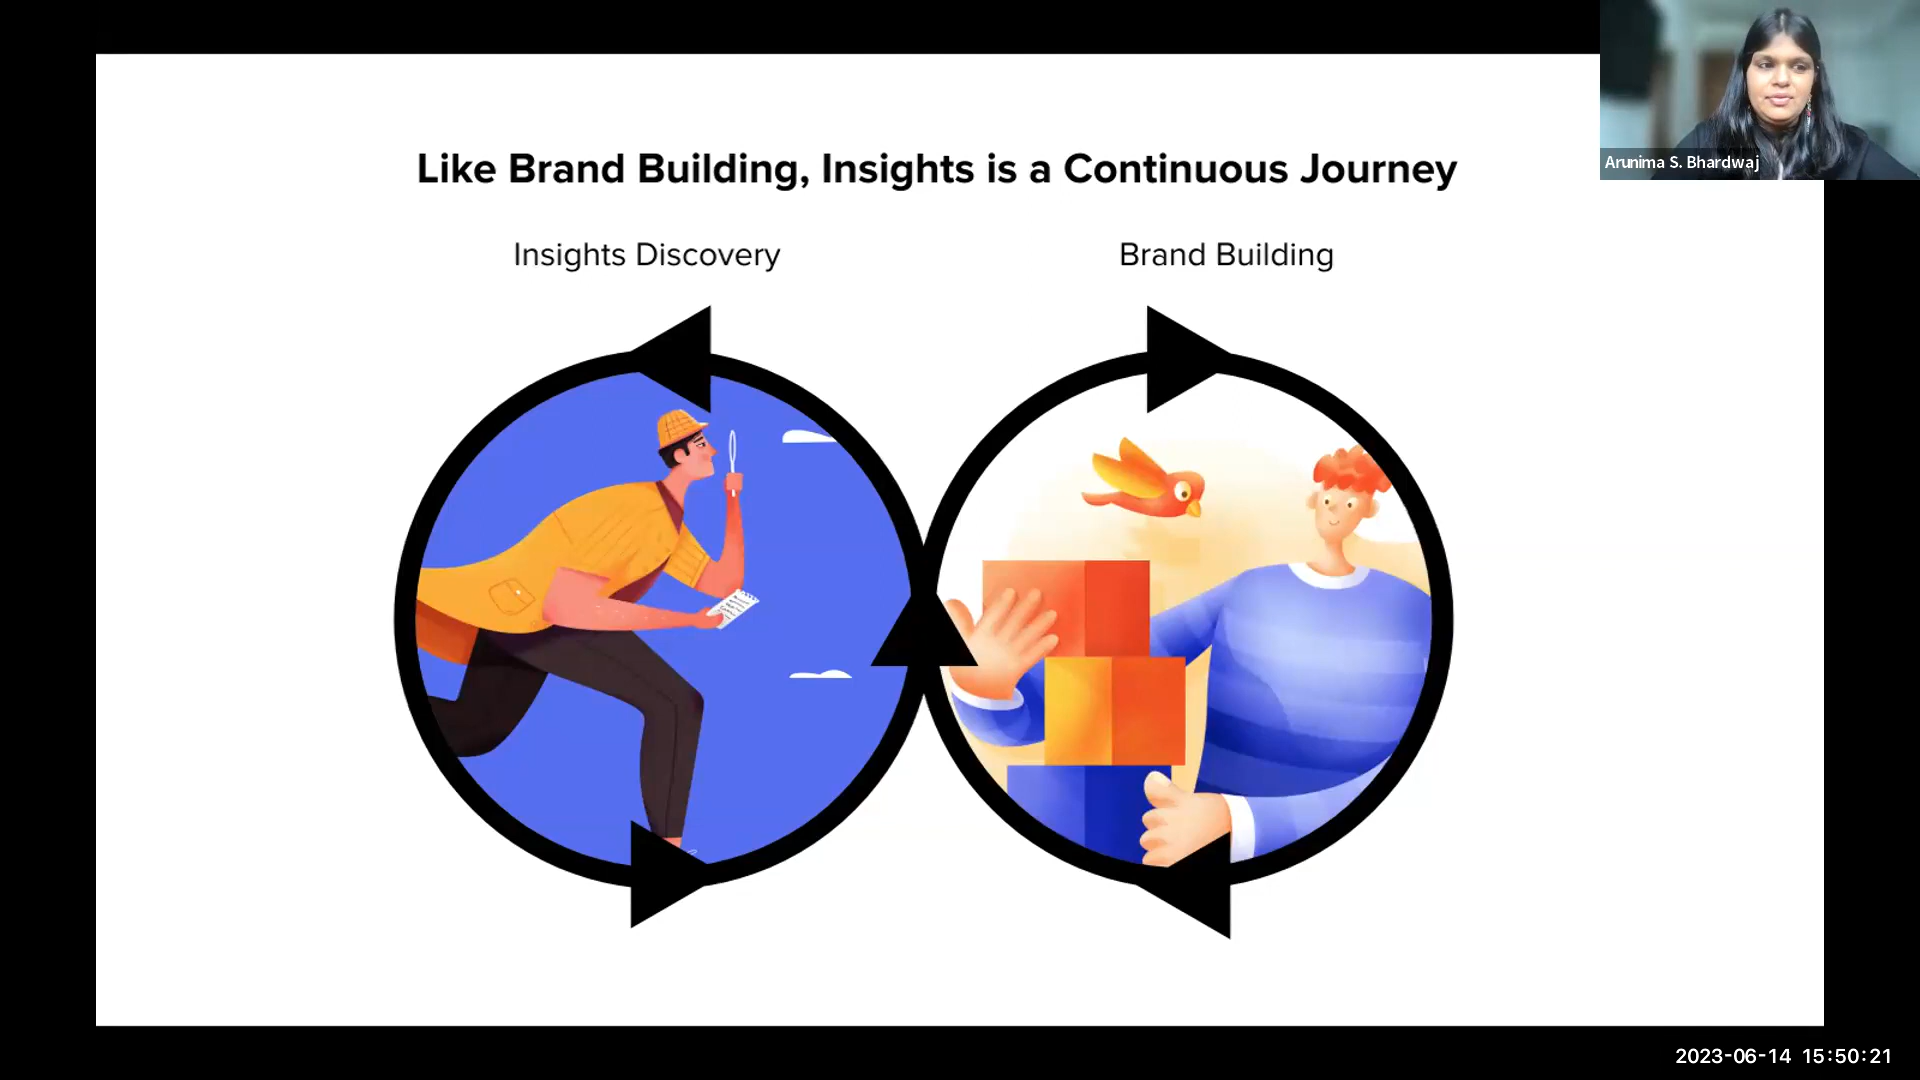 Like Brand Building, Insights is a Continuous Journey
Insights Discovery
Brand Building
Arunima S. Bhardwaj
2023-06-14 15:50:21